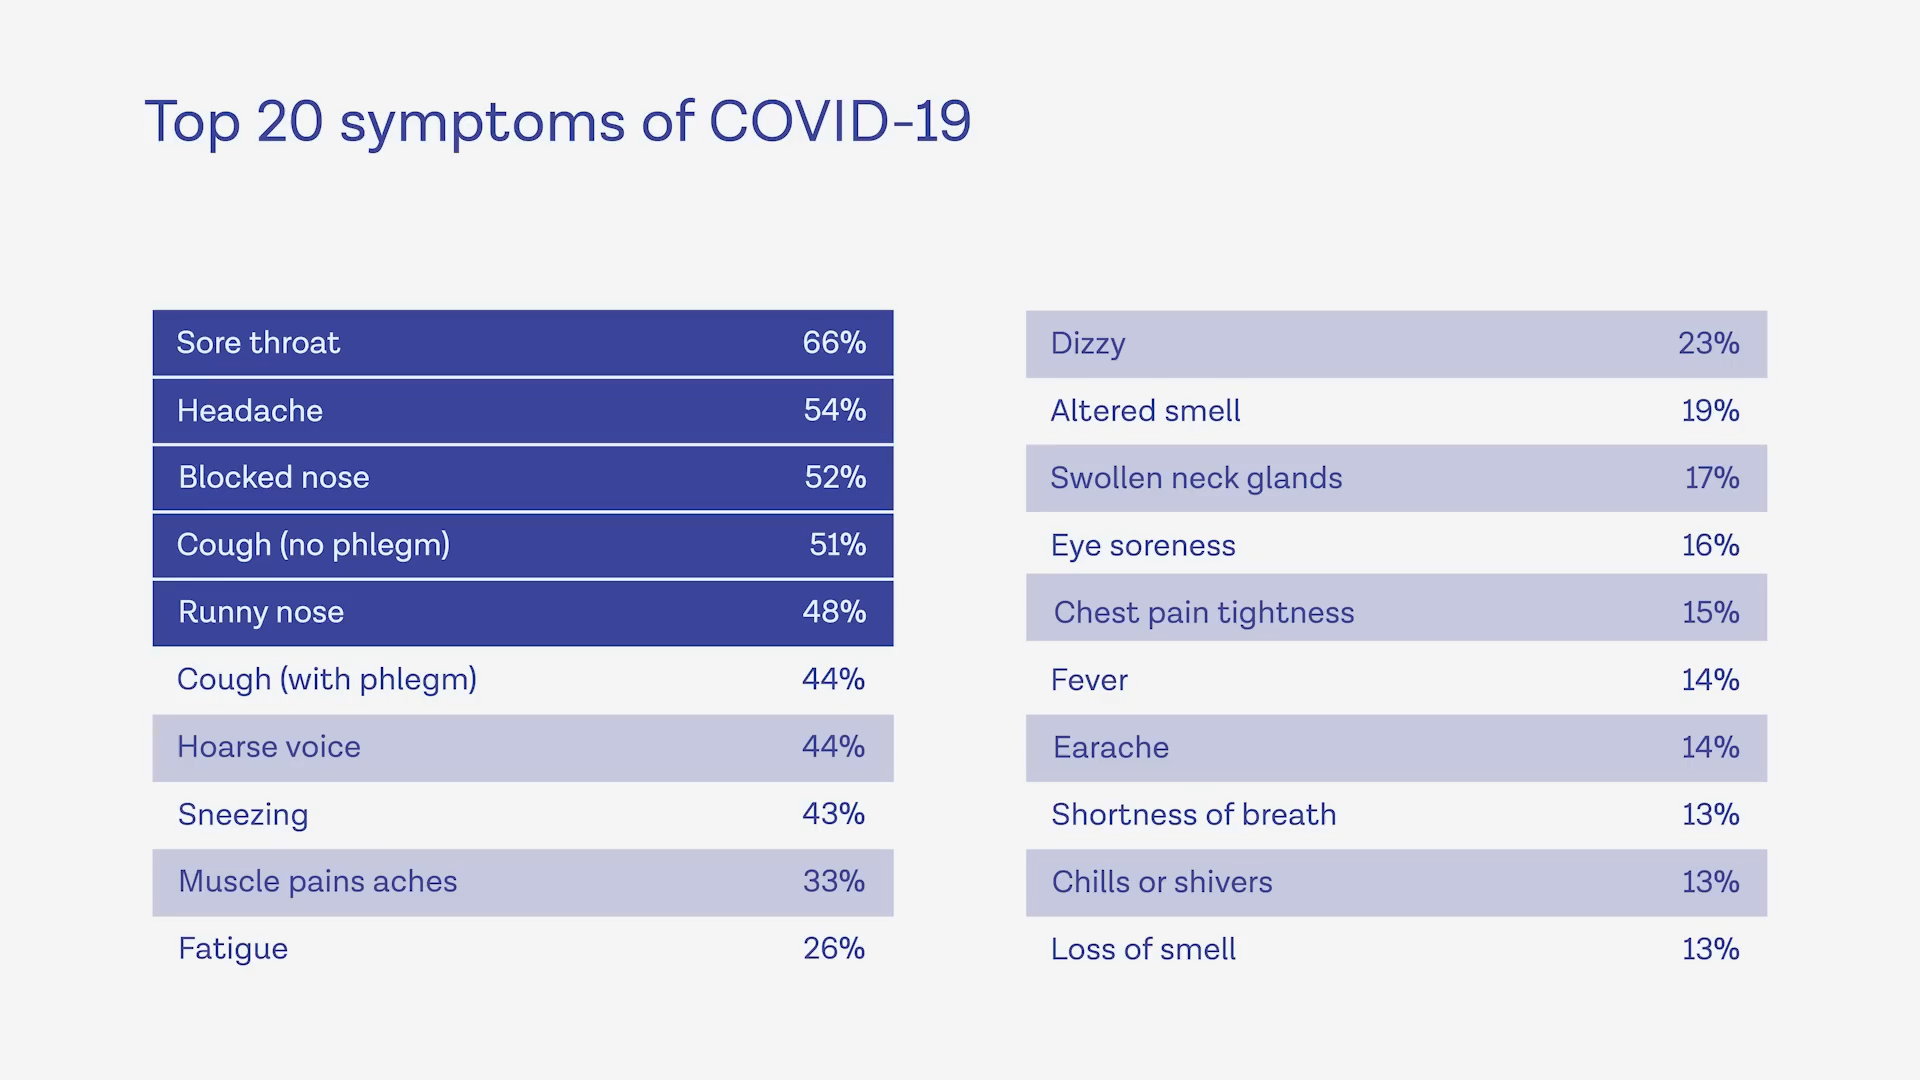 Top 20 symptoms of COVID-19
Sore throat 66%
Headache 54%
Blocked nose 52%
Cough (no phlegm) 51%
Runny nose 48%
Cough (with phlegm) 44%
Hoarse voice 44%
Sneezing 43%
Muscle pains aches 33%
Fatigue 26%
Dizzy 23%
Altered smell 19%
Swollen neck glands 17%
Eye soreness 16%
Chest pain tightness 15%
Fever 14%
Earache 14%
Shortness of breath 13%
Chills or shivers 13%
Loss of smell 13%